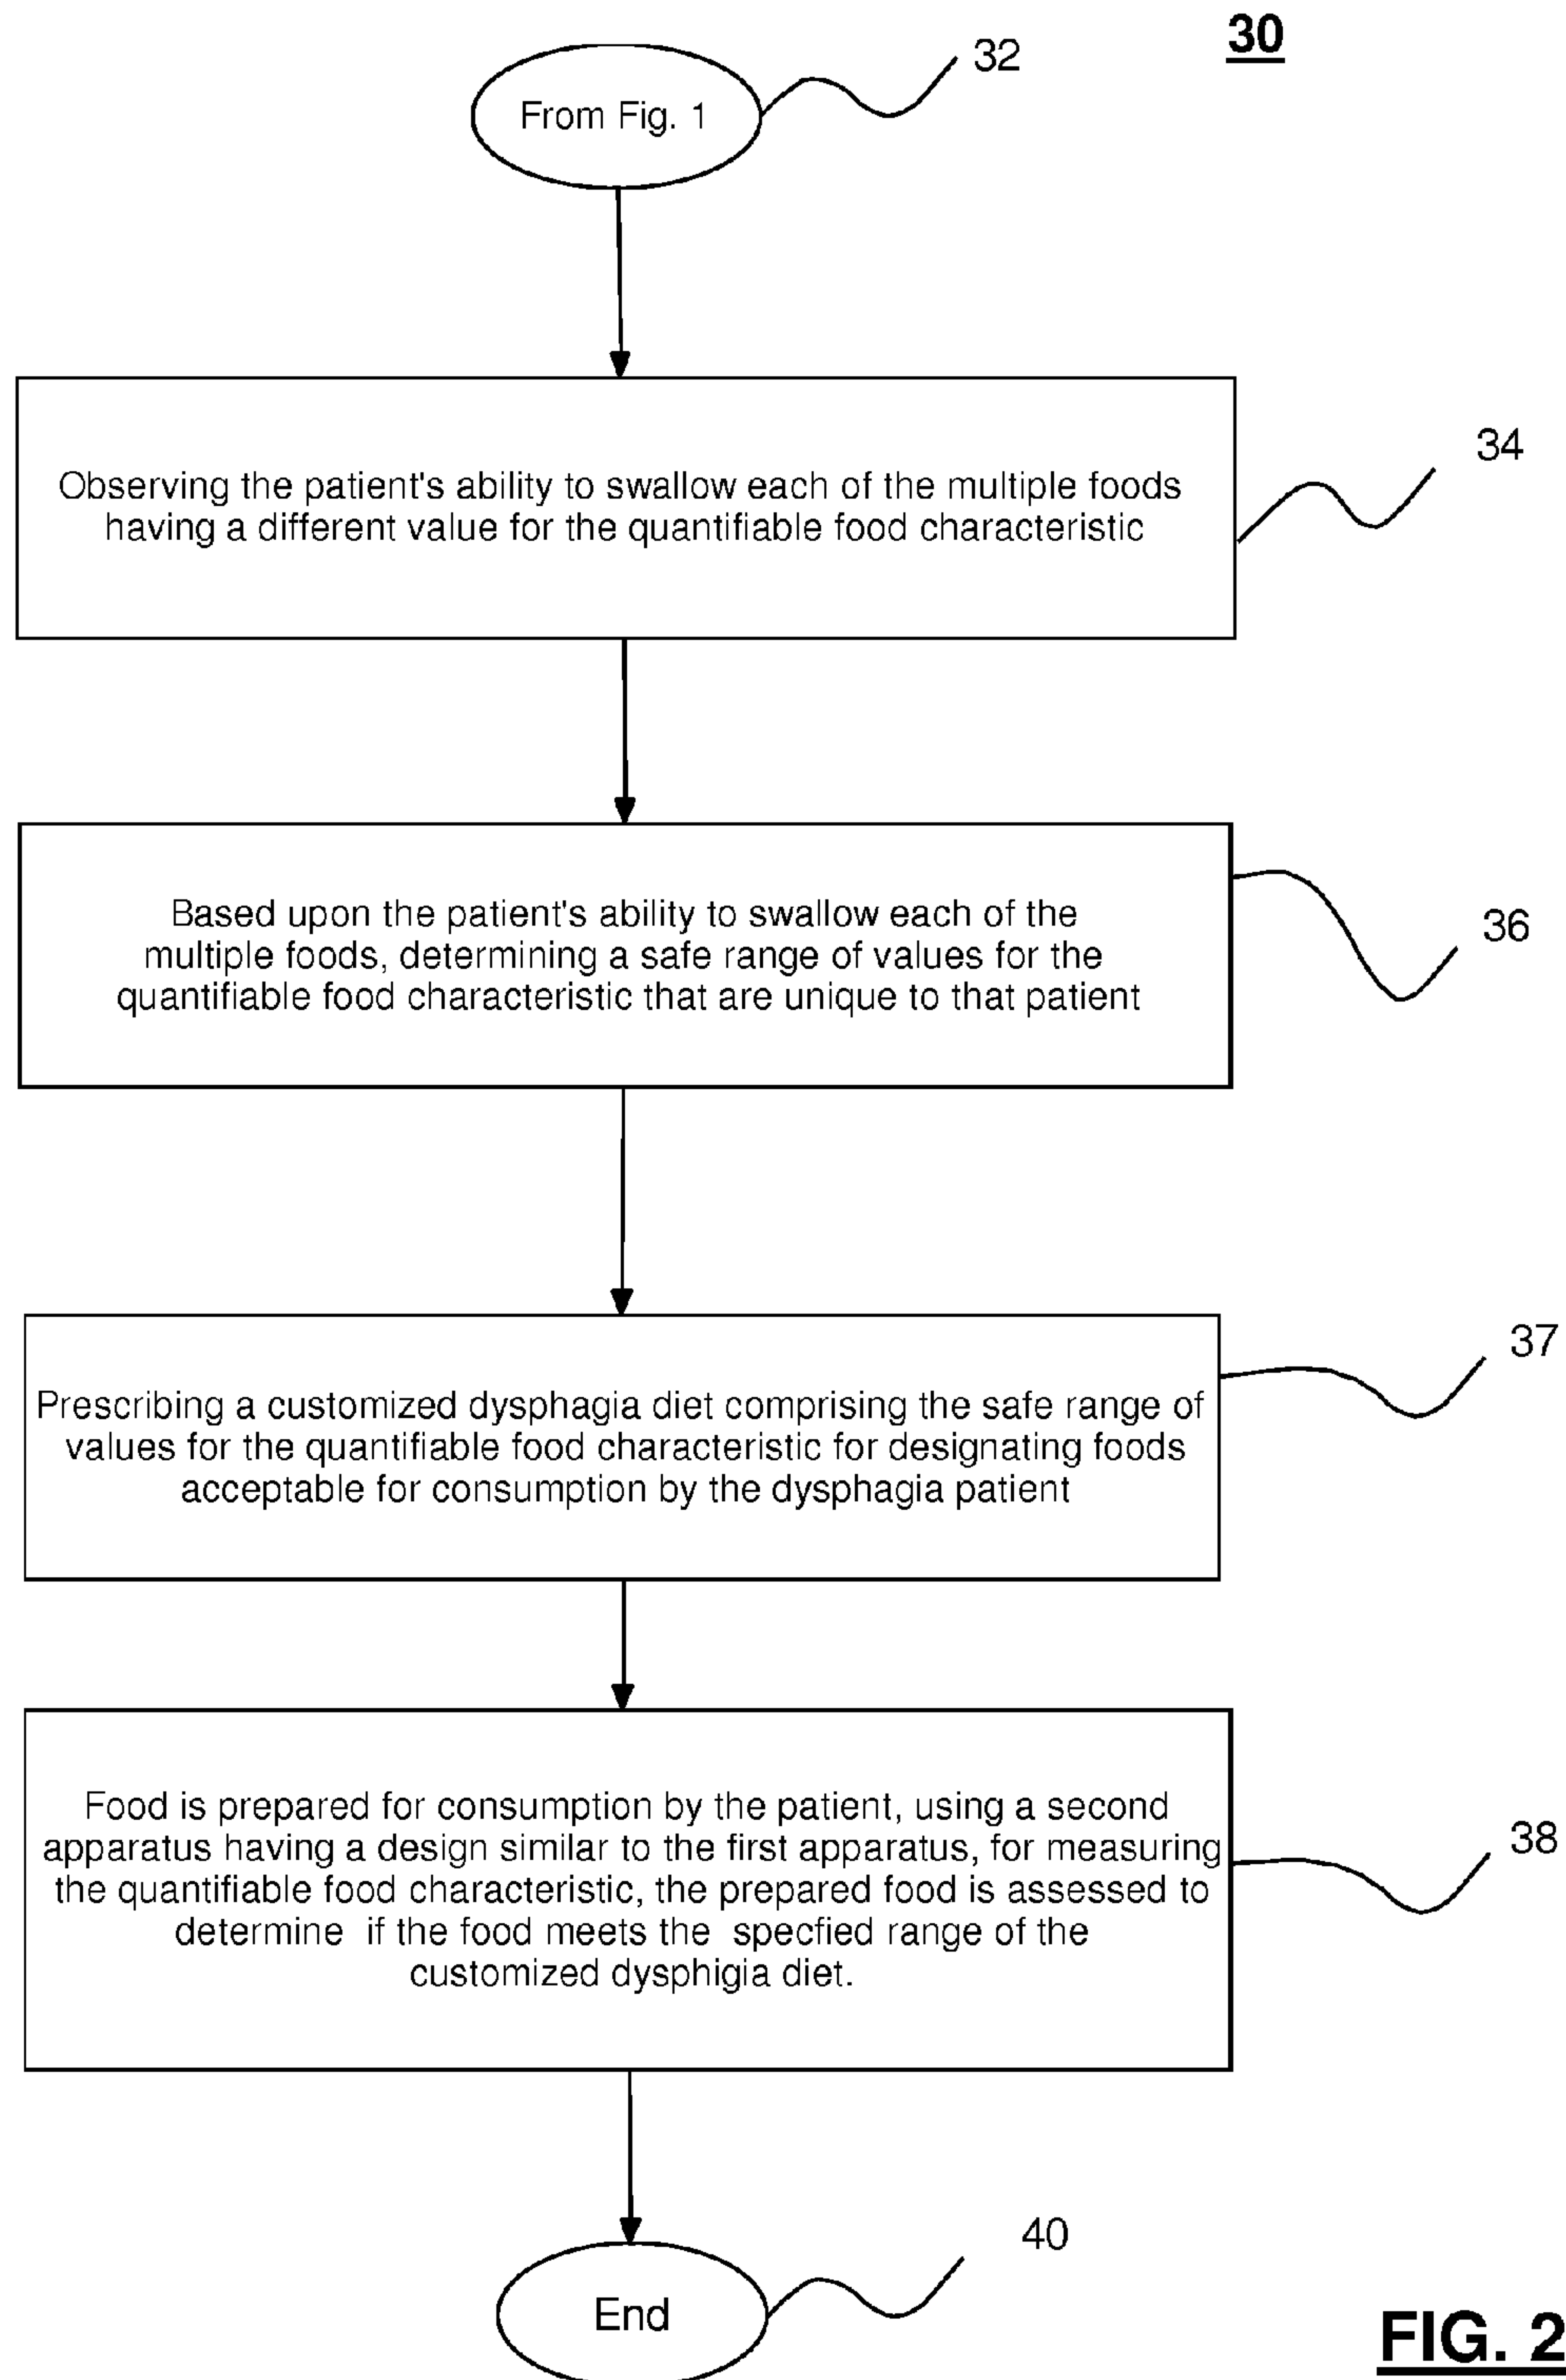 30
32
From Fig. 1
34
Observing the patient's ability to swallow each of the multiple foods
having a different value for the quantifiable food characteristic
36
Based upon the patient's ability to swallow each of the
multiple foods, determining a safe range of values for the
quantifiable food characteristic that are unique to that patient
37
Prescribing a customized dysphagia diet comprising the safe range of
values for the quantifiable food characteristic for designating foods
acceptable for consumption by the dysphagia patient
38
Food is prepared for consumption by the patient, using a second
apparatus having a design similar to the first apparatus, for measuring
the quantifiable food characteristic, the prepared food is assessed to
determine if the food meets the specfied range of the
customized dysphigia diet.
40
End
FIG. 2